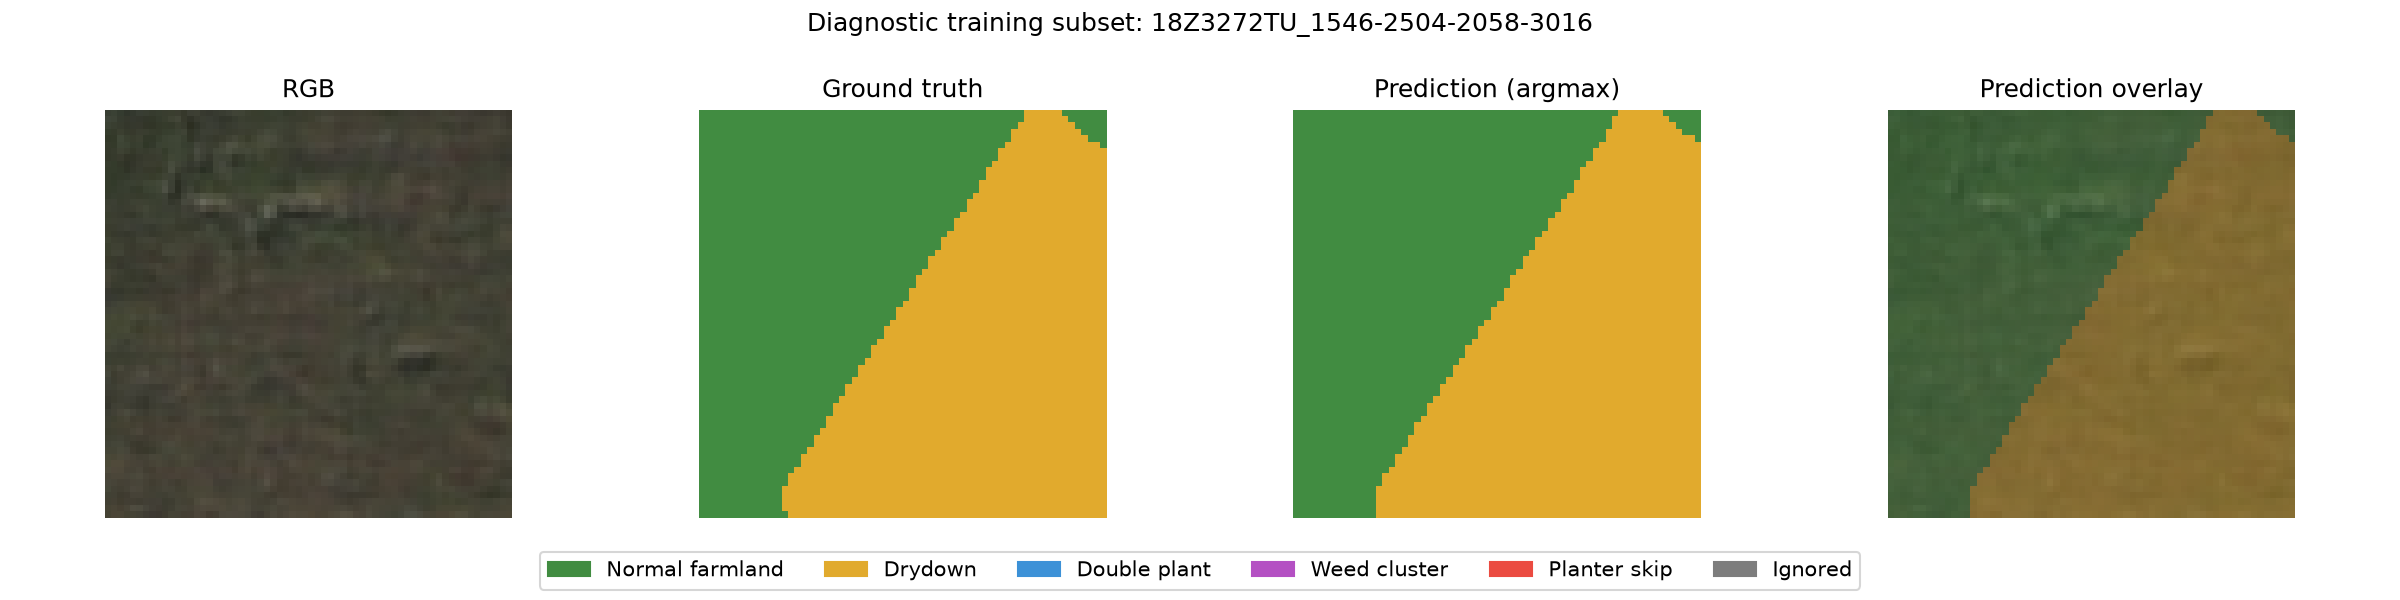 Diagnostic training subset: 18Z3272TU_1546-2504-2058-3016
RGB
Ground truth
Prediction (argmax)
Prediction overlay
Normal farmland
Drydown
Double plant
Weed cluster
Planter skip
Ignored